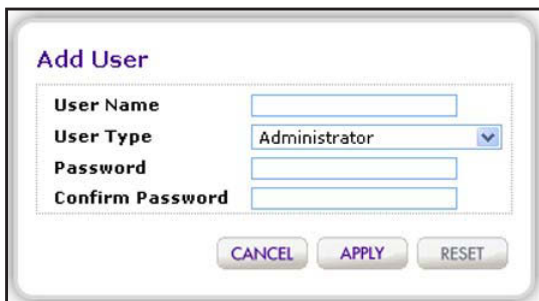 Add User
User Name
User Type Administrator
Password
Confirm Password
CANCEL APPLY RESET